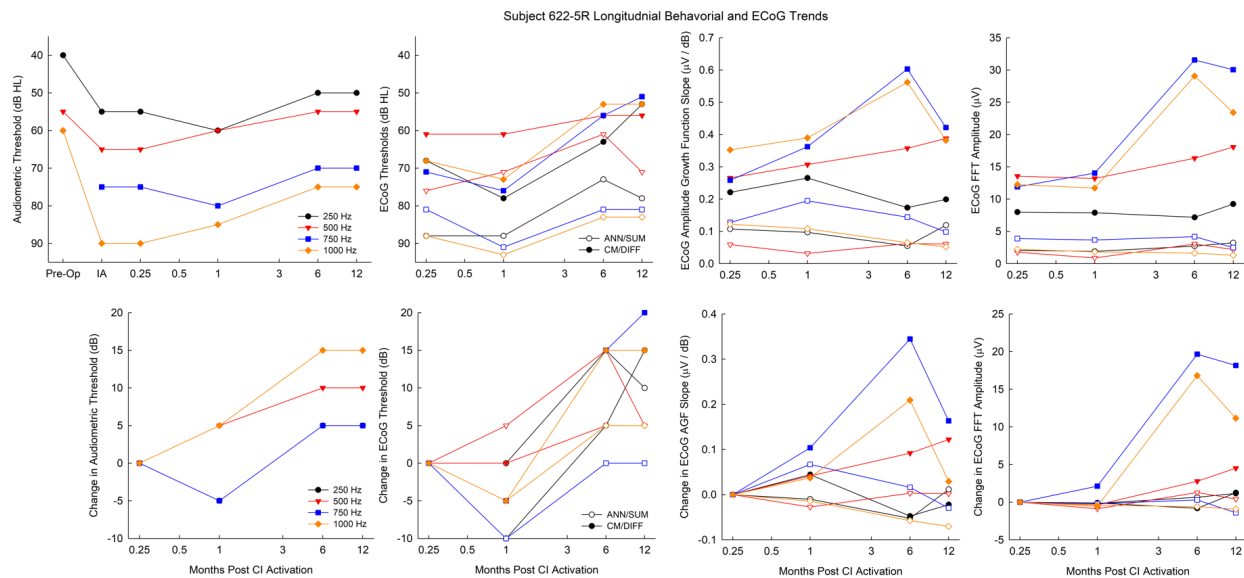 Subject 622-5R Longitudnial Behavorial and ECoG Trends
Audiometric Threshold (dB HL)
40
50
60
70
80
90
Pre-Op IA 0.25 0.5 1 3 6 12
250 Hz
500 Hz
750 Hz
1000 Hz
ECoG Thresholds (dB HL)
40
50
60
70
80
90
0.25 0.5 1 3 6 12
ANN/SUM
CM/DIFF
ECoG Amplitude Growth Function Slope (µV / dB)
0.7
0.6
0.5
0.4
0.3
0.2
0.1
0.0
0.25 0.5 1 3 6 12
ECoG FFT Amplitude (µV)
35
30
25
20
15
10
5
0
0.25 0.5 1 3 6 12
Change in Audiometric Threshold (dB)
20
15
10
5
0
-5
-10
0.25 0.5 1 3 6 12
250 Hz
500 Hz
750 Hz
1000 Hz
Months Post CI Activation
Change in ECoG Threshold (dB)
20
15
10
5
0
-5
-10
0.25 0.5 1 3 6 12
ANN/SUM
CM/DIFF
Months Post CI Activation
Change in ECoG AGF Slope (µV / dB)
0.4
0.3
0.2
0.1
0.0
-0.1
0.25 0.5 1 3 6 12
Months Post CI Activation
Change in ECoG FFT Amplitude (µV)
25
20
15
10
5
0
-5
0.25 0.5 1 3 6 12
Months Post CI Activation